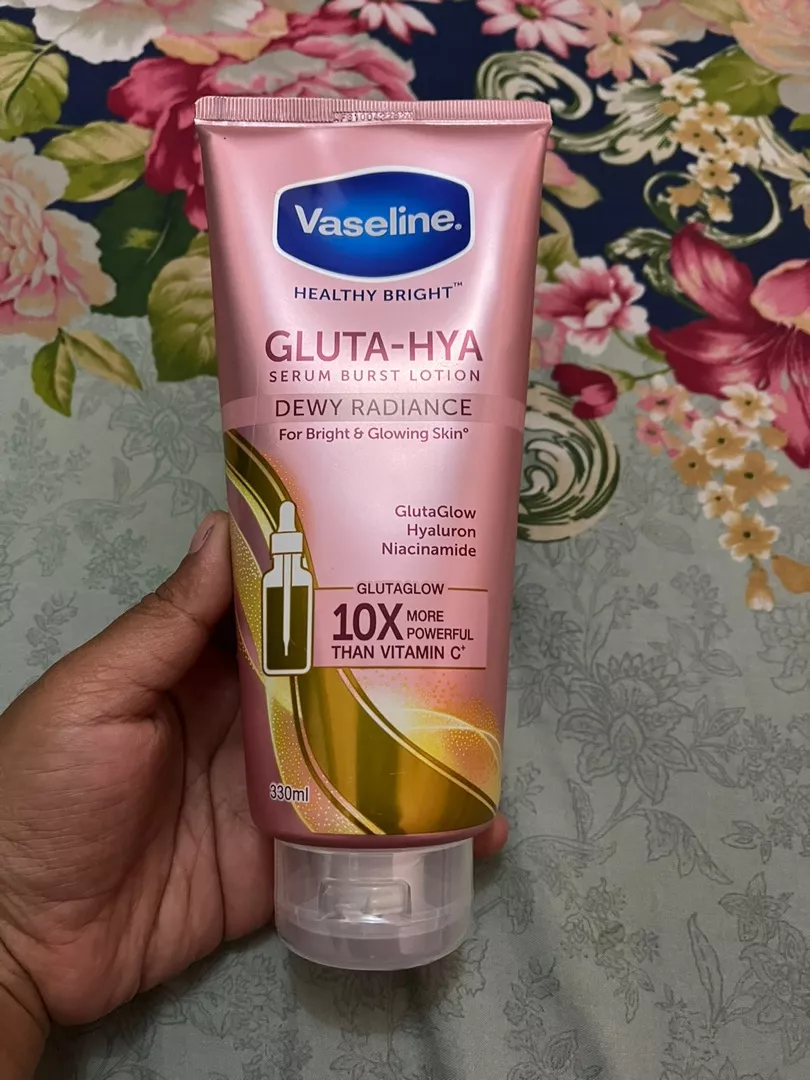 Vaseline.
HEALTHY BRIGHT™
GLUTA-HYA
SERUM BURST LOTION
DEWY RADIANCE
For Bright & Glowing Skin°
GlutaGlow
Hyaluron
Niacinamide
GLUTAGLOW
10X MORE
POWERFUL
THAN VITAMIN C⁺
330ml